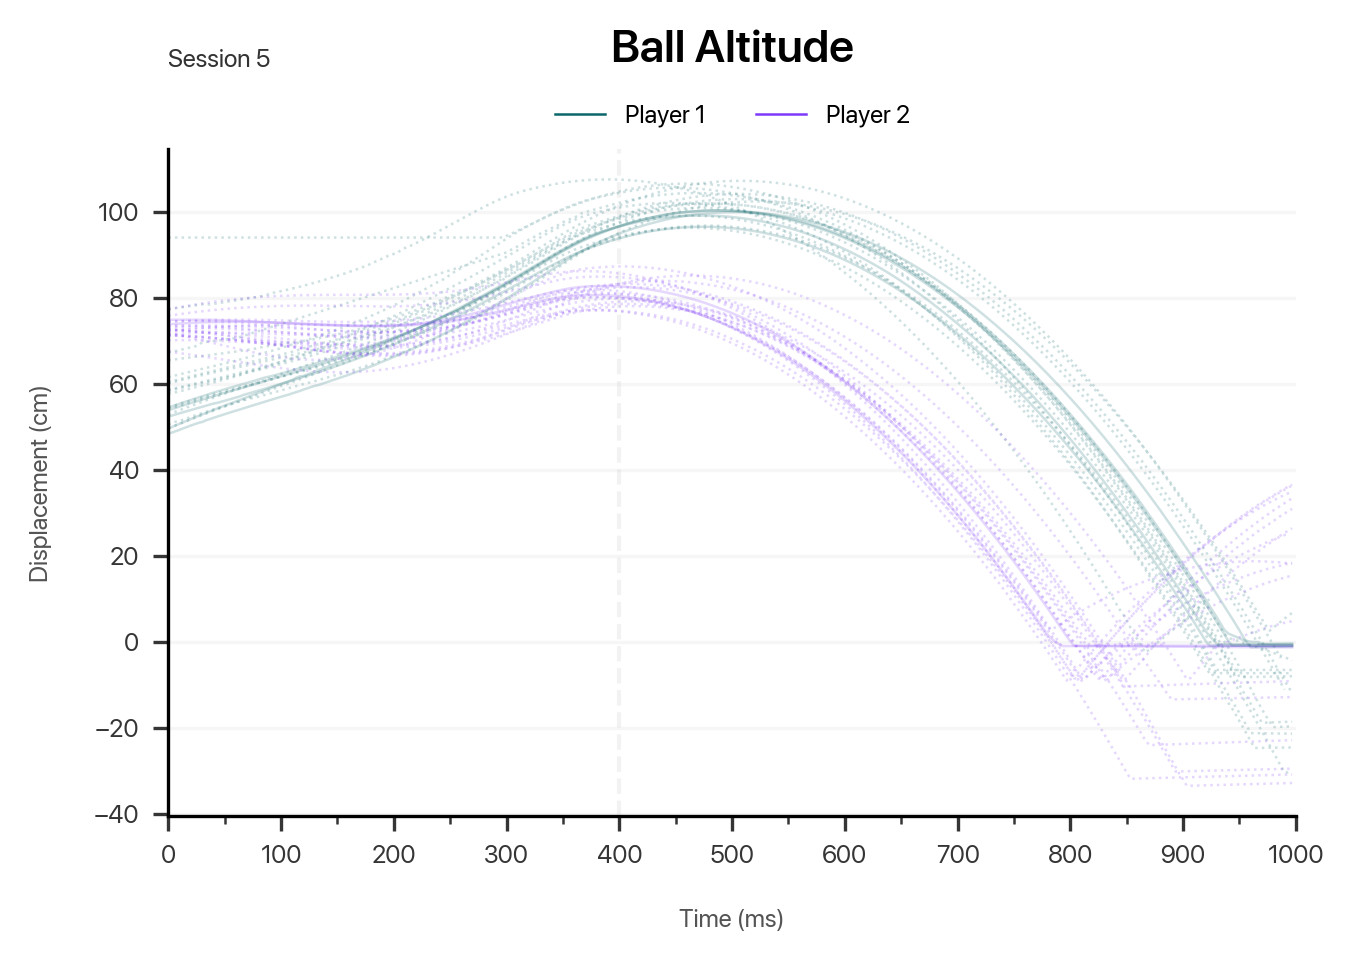 Ball Altitude
Session 5
Player 1 Player 2
100
80
60
40
20
0
−20
−40
Displacement (cm)
0 100 200 300 400 500 600 700 800 900 1000
Time (ms)